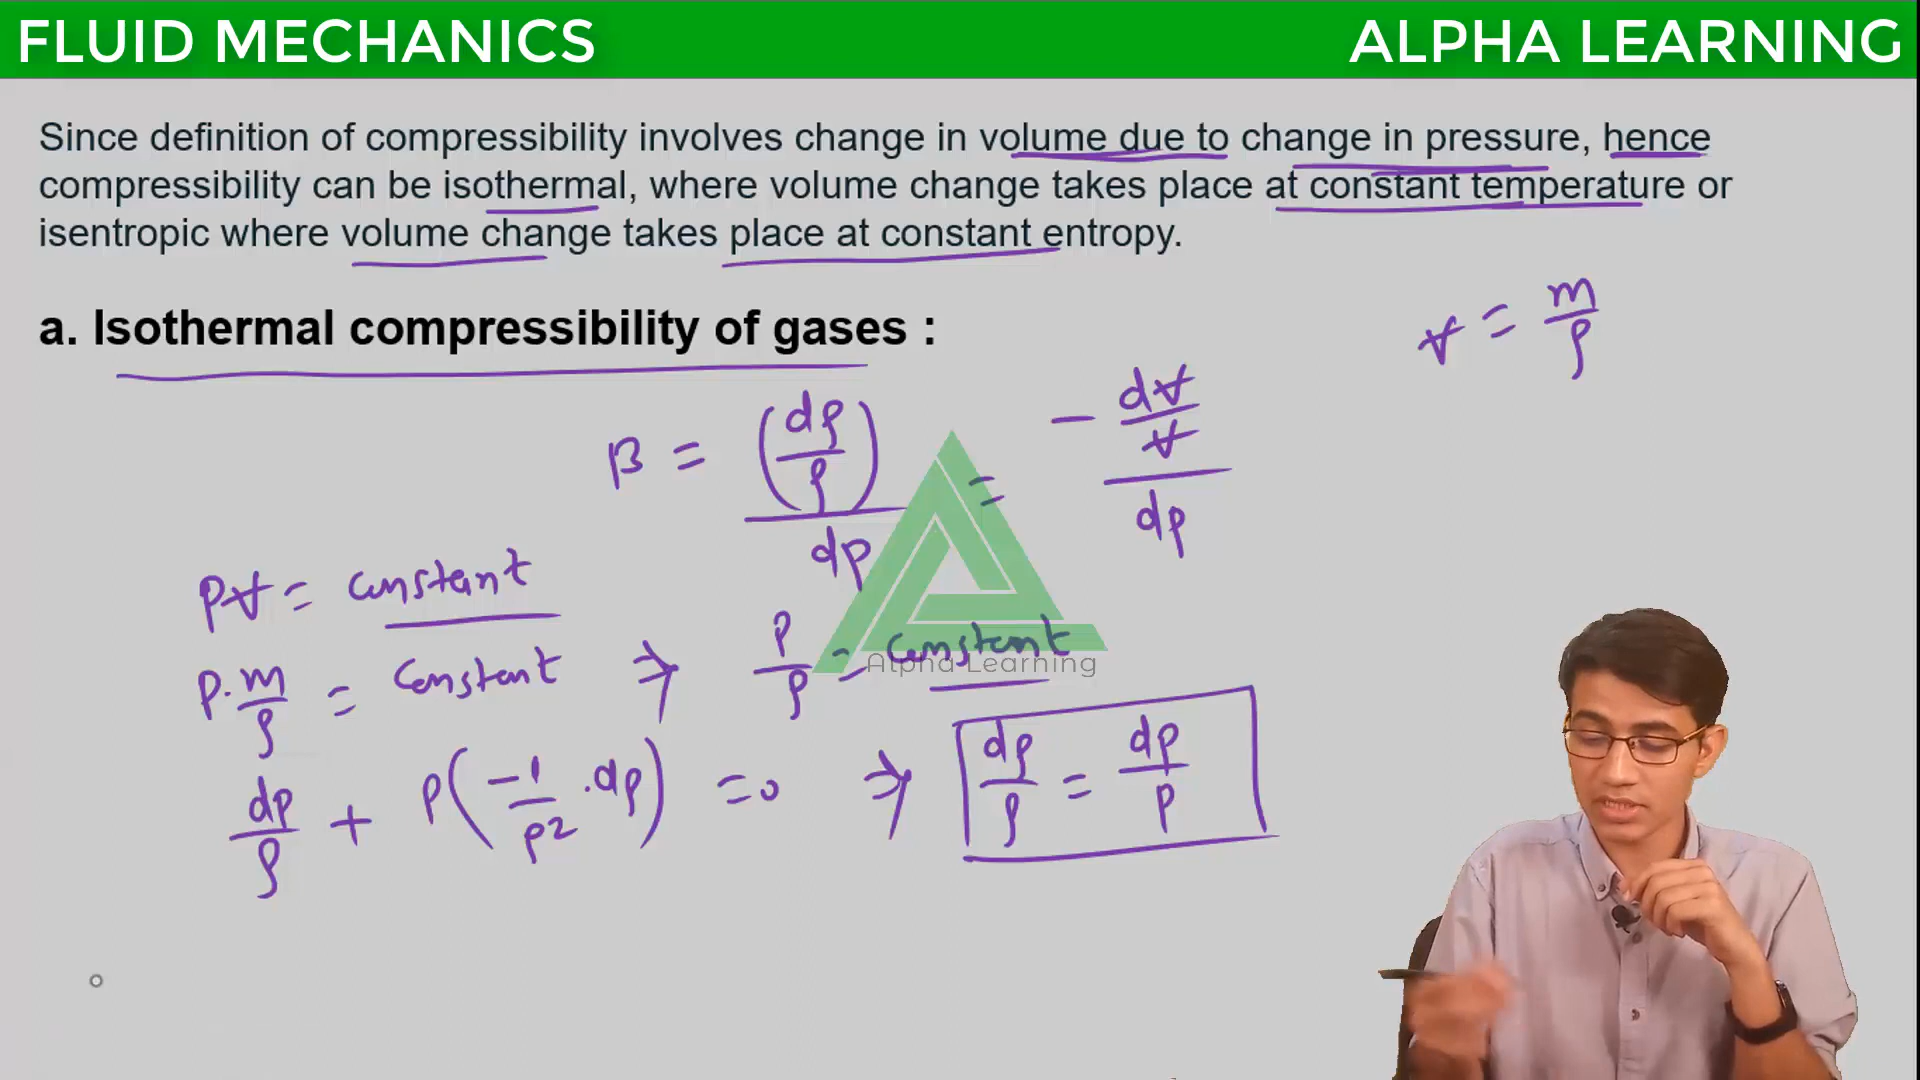 FLUID MECHANICS
ALPHA LEARNING
Since definition of compressibility involves change in volume due to change in pressure, hence
compressibility can be isothermal, where volume change takes place at constant temperature or
isentropic where volume change takes place at constant entropy.
a. Isothermal compressibility of gases :
V̶ = m/ρ
β = (dρ/ρ)/dp = - (dV̶/V̶)/dp
PV̶ = constant
P·m/ρ = constant ⇒ P/ρ = constant
Alpha Learning
dp/ρ + P(-1/ρ² · dρ) = 0 ⇒ dρ/ρ = dp/P